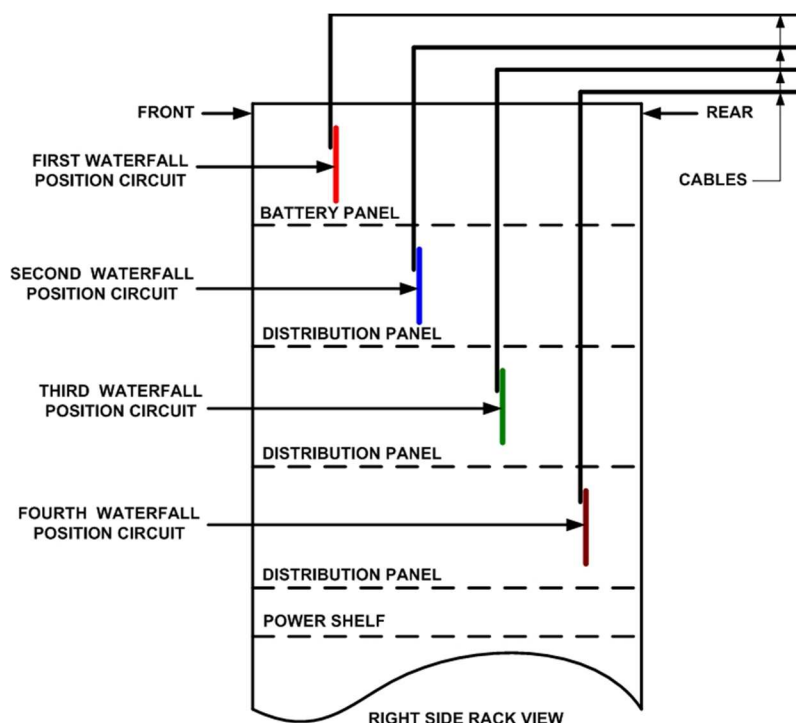 FRONT
REAR
FIRST WATERFALL
POSITION CIRCUIT
CABLES
BATTERY PANEL
SECOND WATERFALL
POSITION CIRCUIT
DISTRIBUTION PANEL
THIRD WATERFALL
POSITION CIRCUIT
DISTRIBUTION PANEL
FOURTH WATERFALL
POSITION CIRCUIT
DISTRIBUTION PANEL
POWER SHELF
RIGHT SIDE RACK VIEW